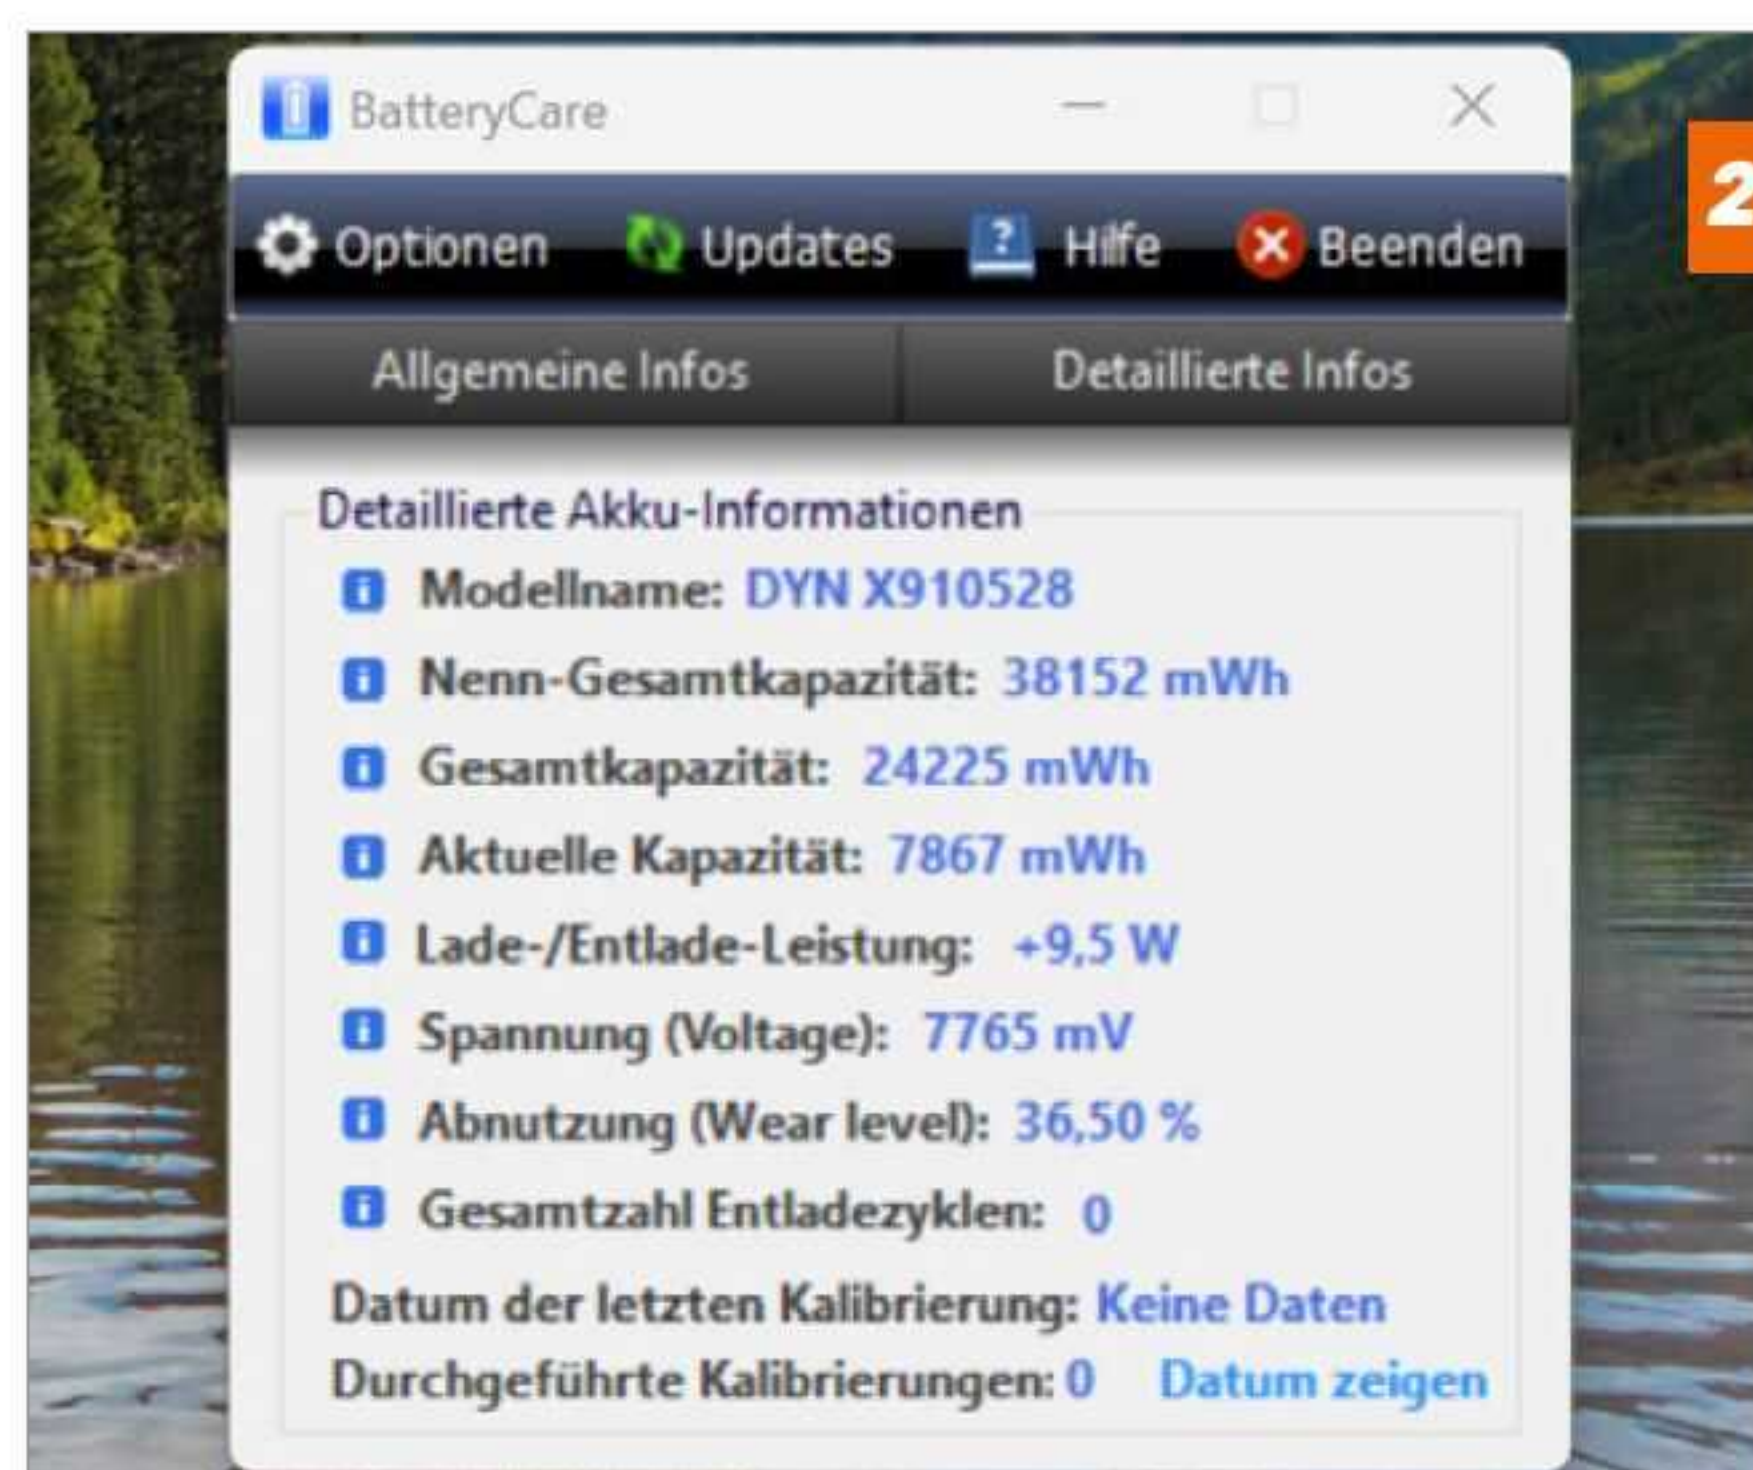 BatteryCare
2
Optionen Updates Hilfe Beenden
Allgemeine Infos Detaillierte Infos
Detaillierte Akku-Informationen
Modellname: DYN X910528
Nenn-Gesamtkapazität: 38152 mWh
Gesamtkapazität: 24225 mWh
Aktuelle Kapazität: 7867 mWh
Lade-/Entlade-Leistung: +9,5 W
Spannung (Voltage): 7765 mV
Abnutzung (Wear level): 36,50 %
Gesamtzahl Entladezyklen: 0
Datum der letzten Kalibrierung: Keine Daten
Durchgeführte Kalibrierungen: 0 Datum zeigen